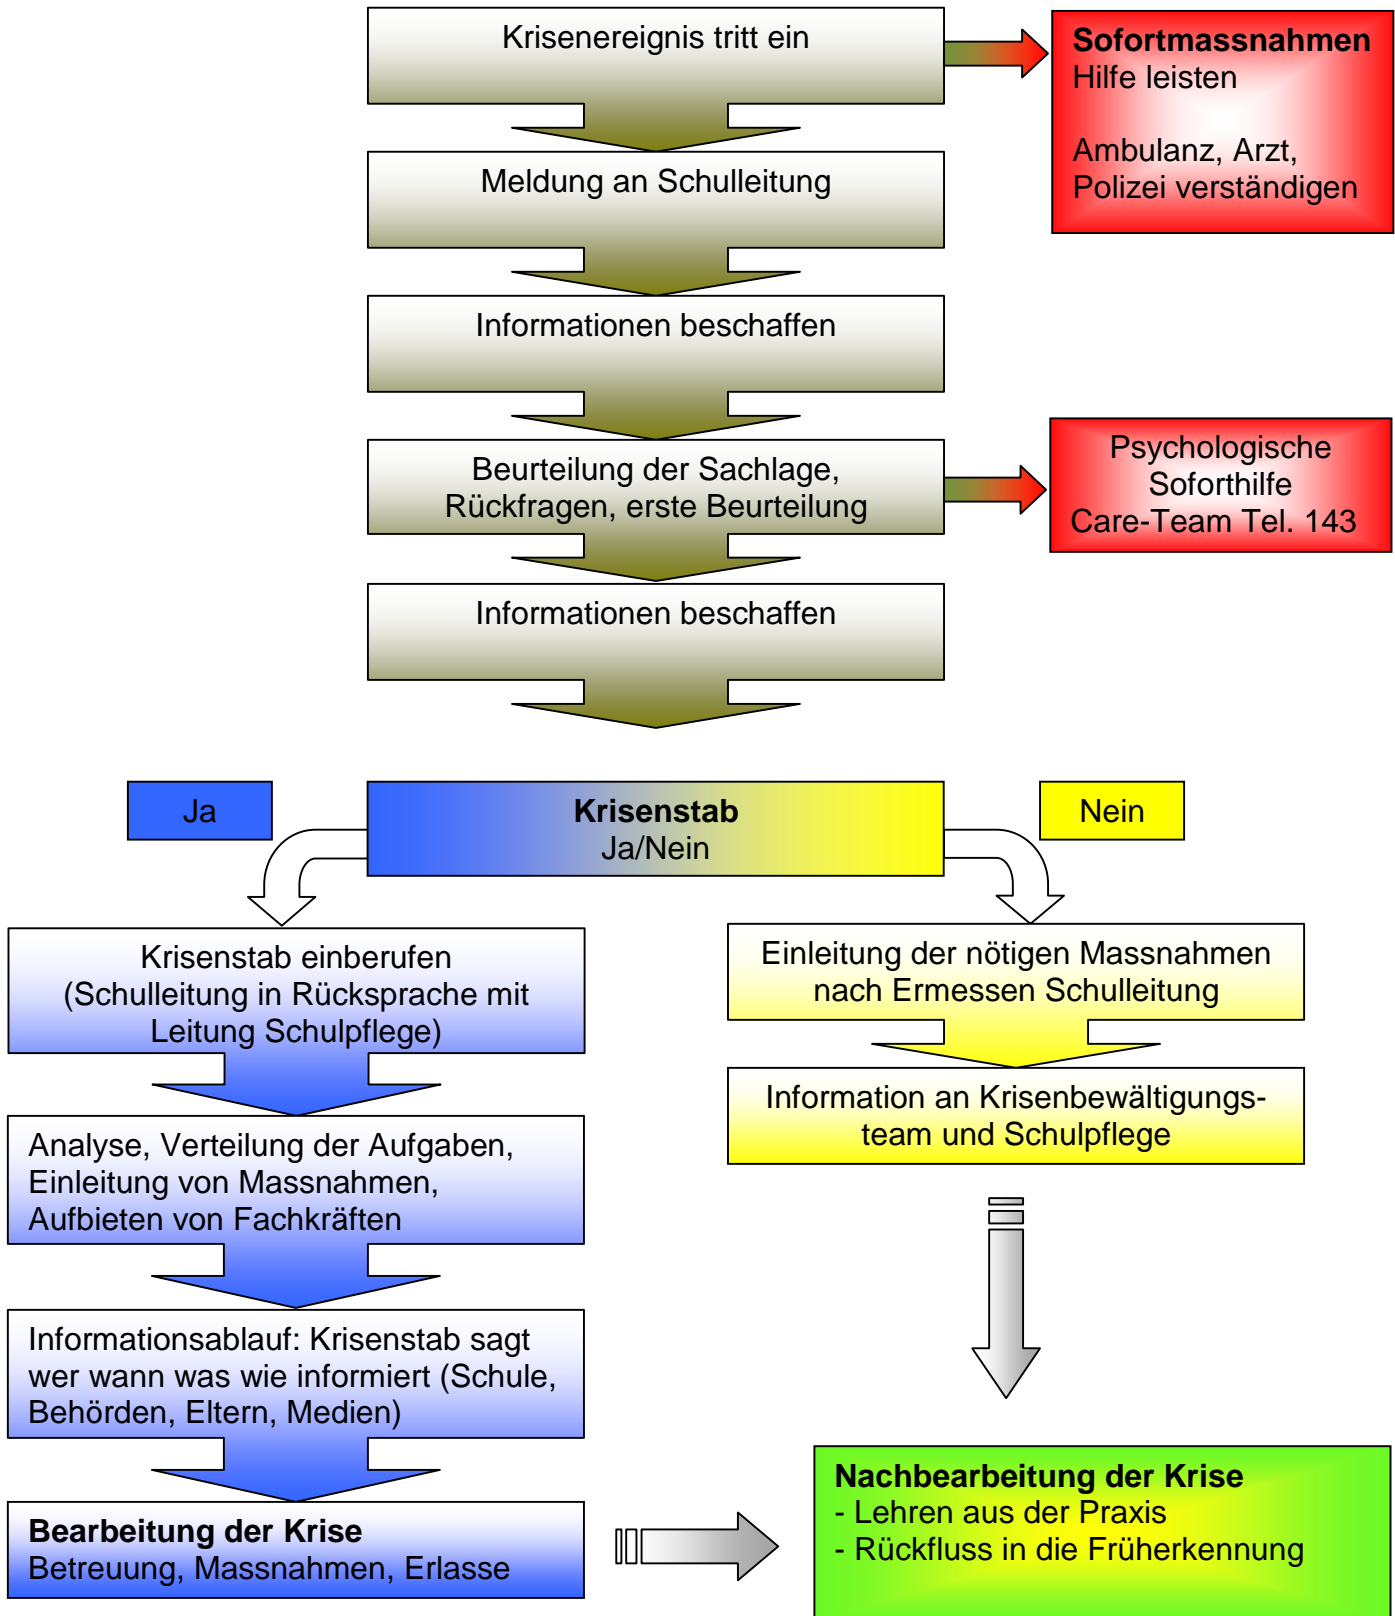 Krisenereignis tritt ein
Sofortmassnahmen
Hilfe leisten
Ambulanz, Arzt,
Polizei verständigen
Meldung an Schulleitung
Informationen beschaffen
Beurteilung der Sachlage,
Rückfragen, erste Beurteilung
Psychologische
Soforthilfe
Care-Team Tel. 143
Informationen beschaffen
Ja
Krisenstab
Ja/Nein
Nein
Krisenstab einberufen
(Schulleitung in Rücksprache mit
Leitung Schulpflege)
Einleitung der nötigen Massnahmen
nach Ermessen Schulleitung
Information an Krisenbewältigungs-
team und Schulpflege
Analyse, Verteilung der Aufgaben,
Einleitung von Massnahmen,
Aufbieten von Fachkräften
Informationsablauf: Krisenstab sagt
wer wann was wie informiert (Schule,
Behörden, Eltern, Medien)
Bearbeitung der Krise
Betreuung, Massnahmen, Erlasse
Nachbearbeitung der Krise
- Lehren aus der Praxis
- Rückfluss in die Früherkennung